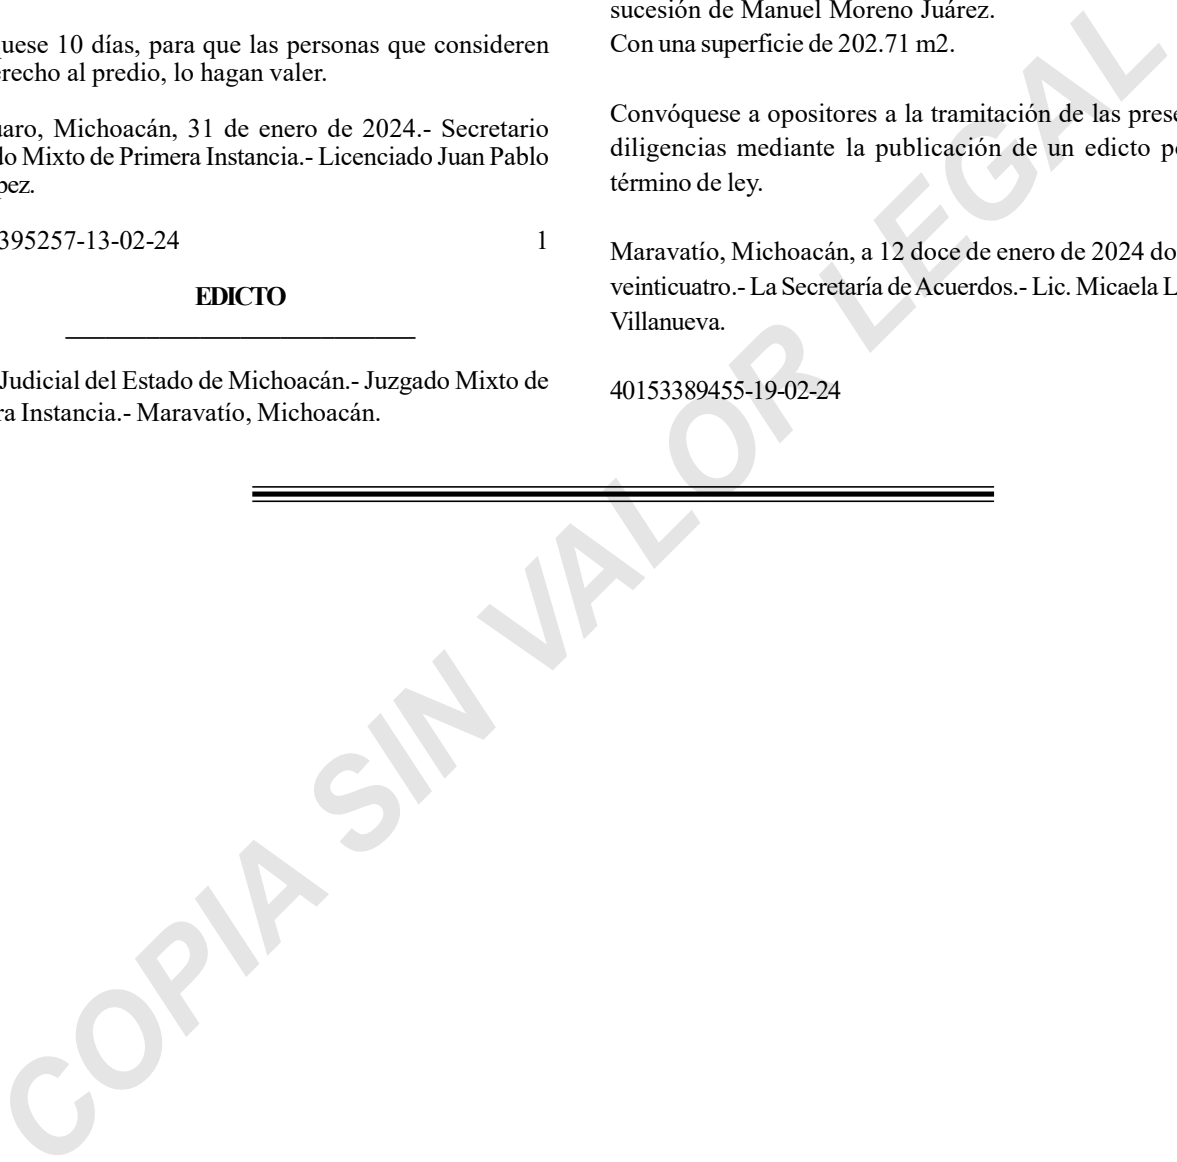 uese 10 días, para que las personas que consideren
erecho al predio, lo hagan valer.
uaro, Michoacán, 31 de enero de 2024.- Secretario
do Mixto de Primera Instancia.- Licenciado Juan Pablo
pez.
395257-13-02-24 1
EDICTO
Judicial del Estado de Michoacán.- Juzgado Mixto de
ra Instancia.- Maravatío, Michoacán.
sucesión de Manuel Moreno Juárez.
Con una superficie de 202.71 m2.
Convóquese a opositores a la tramitación de las prese
diligencias mediante la publicación de un edicto p
término de ley.
Maravatío, Michoacán, a 12 doce de enero de 2024 do
veinticuatro.- La Secretaría de Acuerdos.- Lic. Micaela L
Villanueva.
40153389455-19-02-24
COPIA SIN VALOR LEGAL